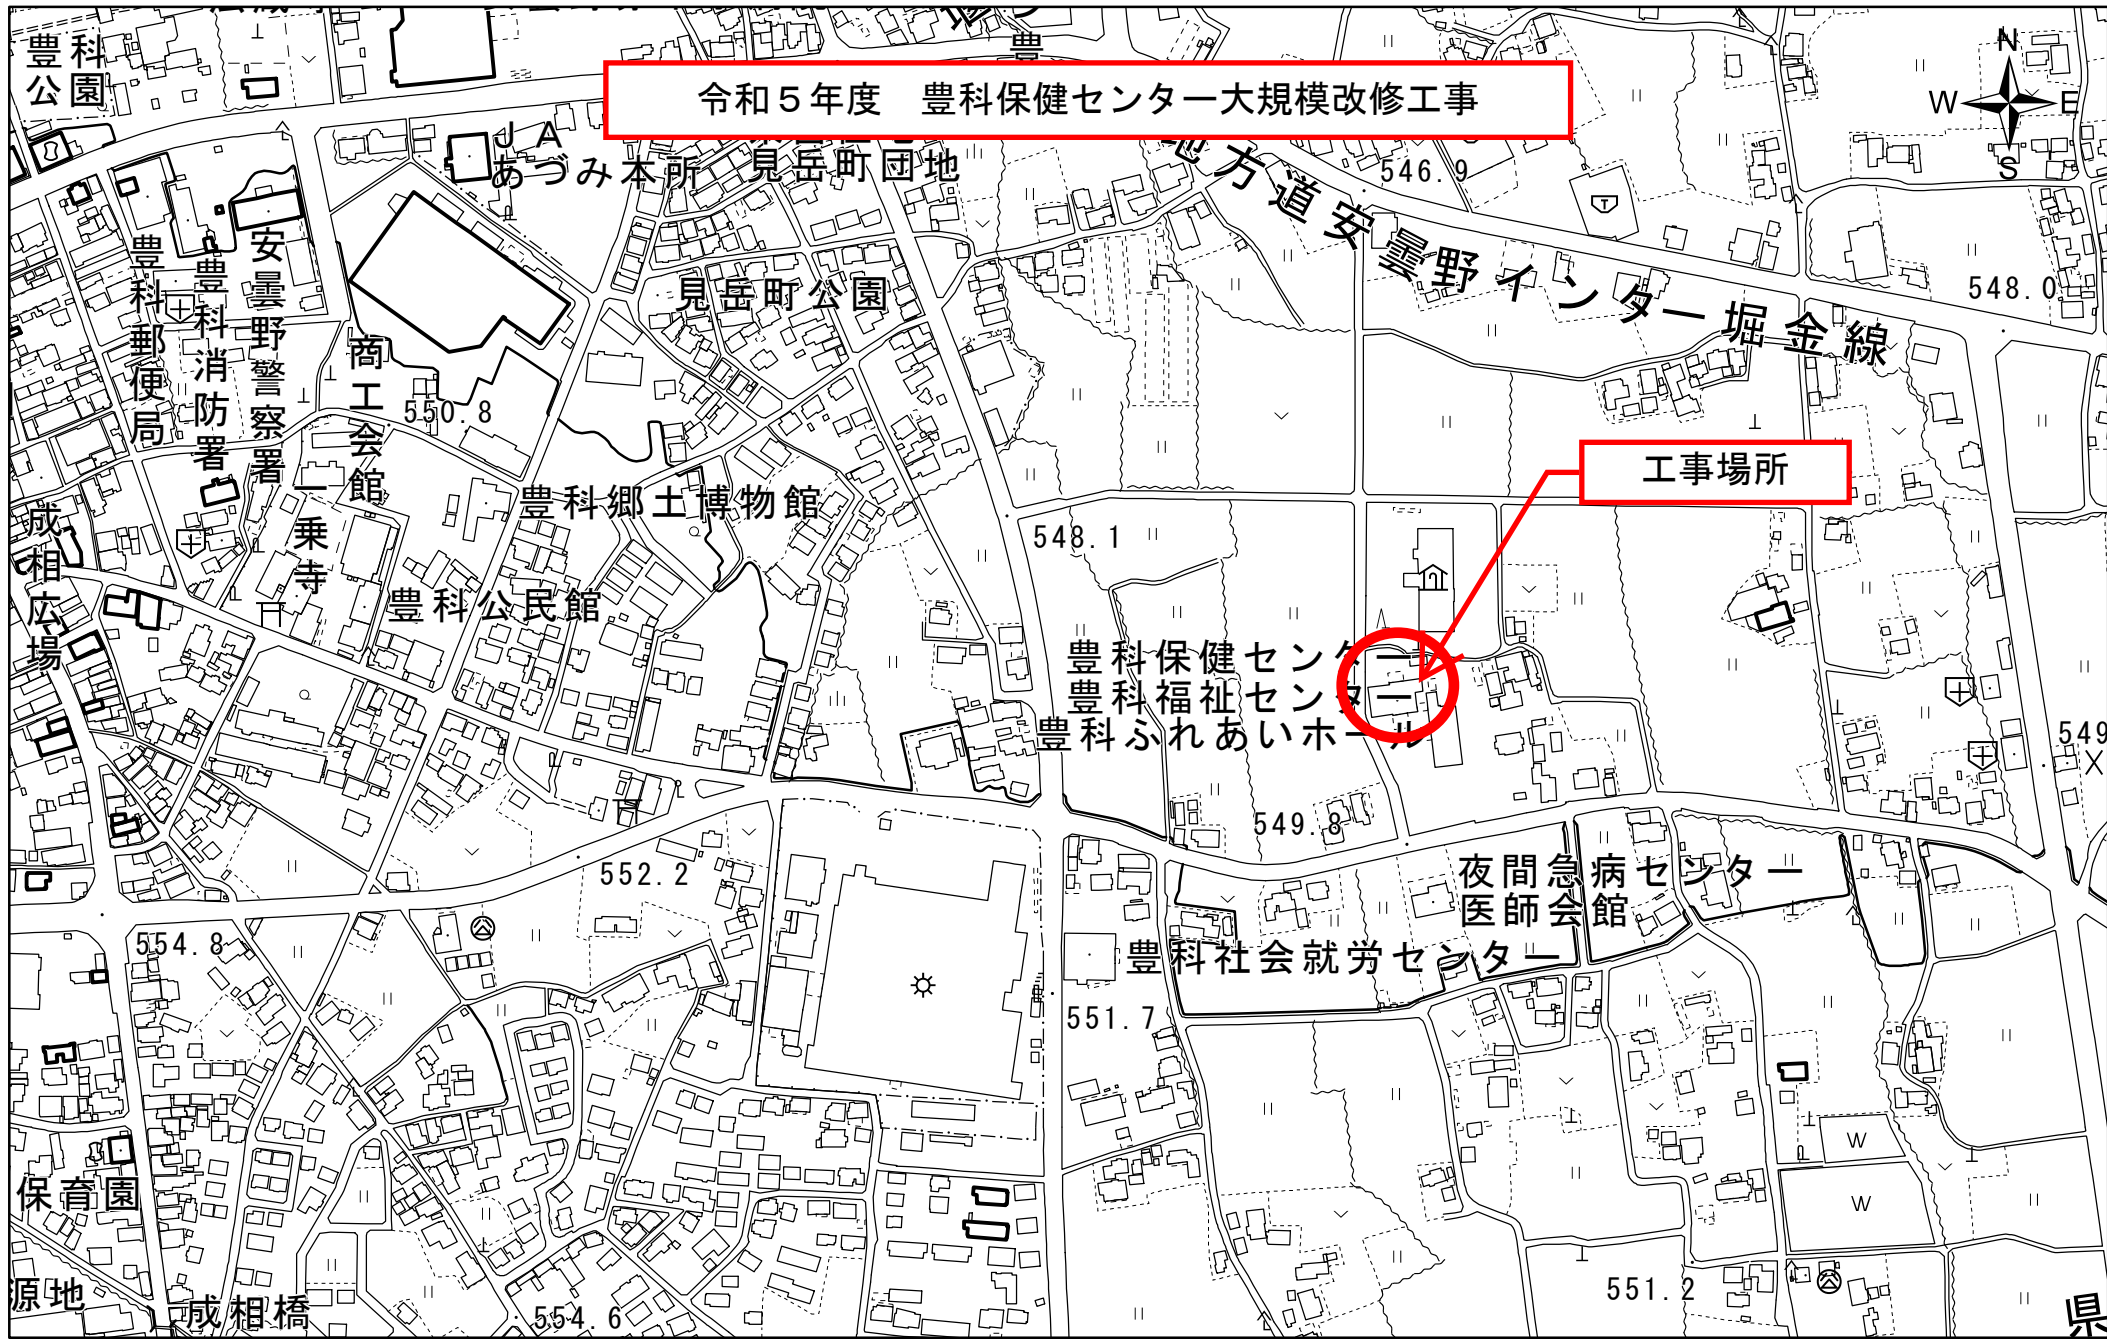 豊科
公園
豊
令和5年度 豊科保健センター大規模改修工事
N
W
E
S
JA
あづみ本所
見岳町団地
地方道安曇野インター堀金線
546.9
548.0
豊科郵便局
豊科消防署
安曇野警察署
商工会館
見岳町公園
550.8
工事場所
豊科郷土博物館
一乗寺
成相広場
548.1
豊科公民館
豊科保健センター
豊科福祉センター
豊科ふれあいホール
549
549.8
552.2
夜間急病センター
医師会館
豊科社会就労センター
554.8
551.7
W
W
保育園
源地
成相橋
554.6
551.2
県